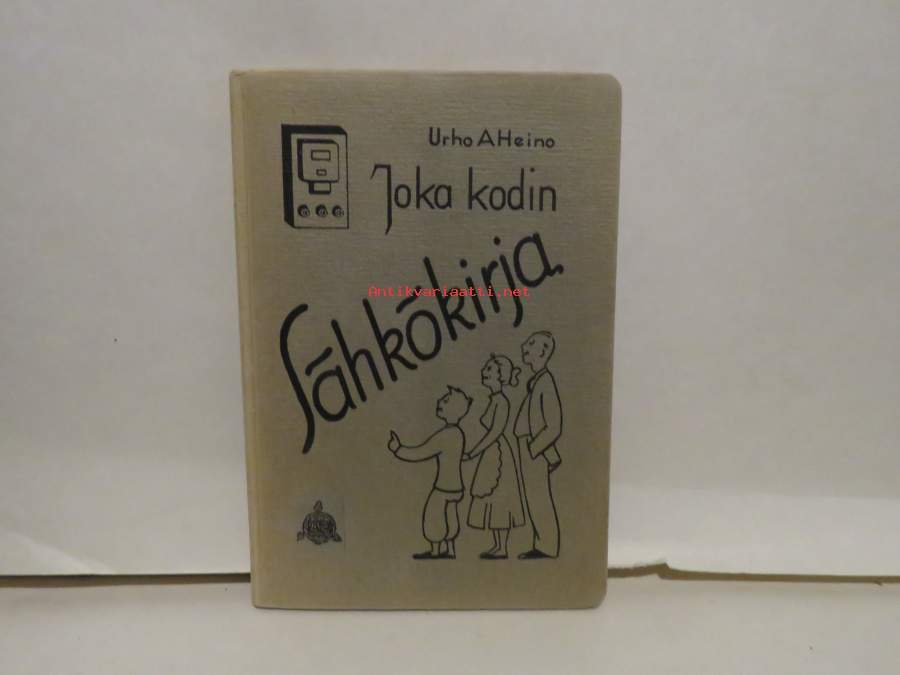 Urho A Heino
Joka kodin
Sähkökirja
Antikvariaatti.net